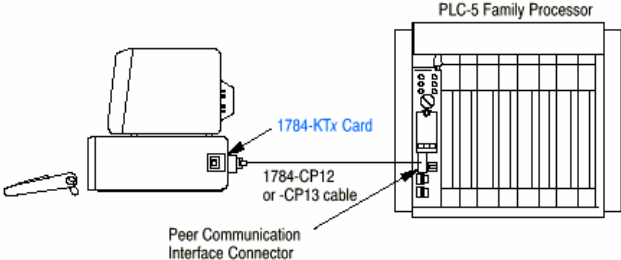 PLC-5 Family Processor
1784-KTx Card
1784-CP12
or -CP13 cable
Peer Communication
Interface Connector